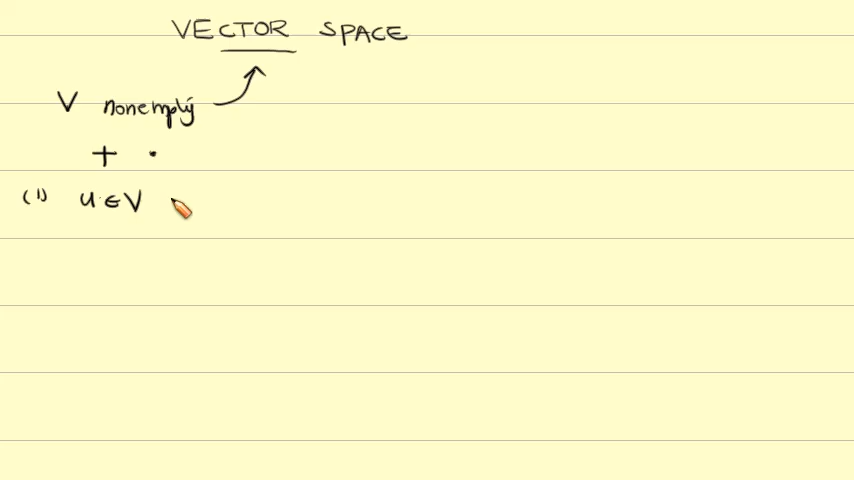 VECTOR SPACE
V nonempty
+ ·
(1) u ∈ V